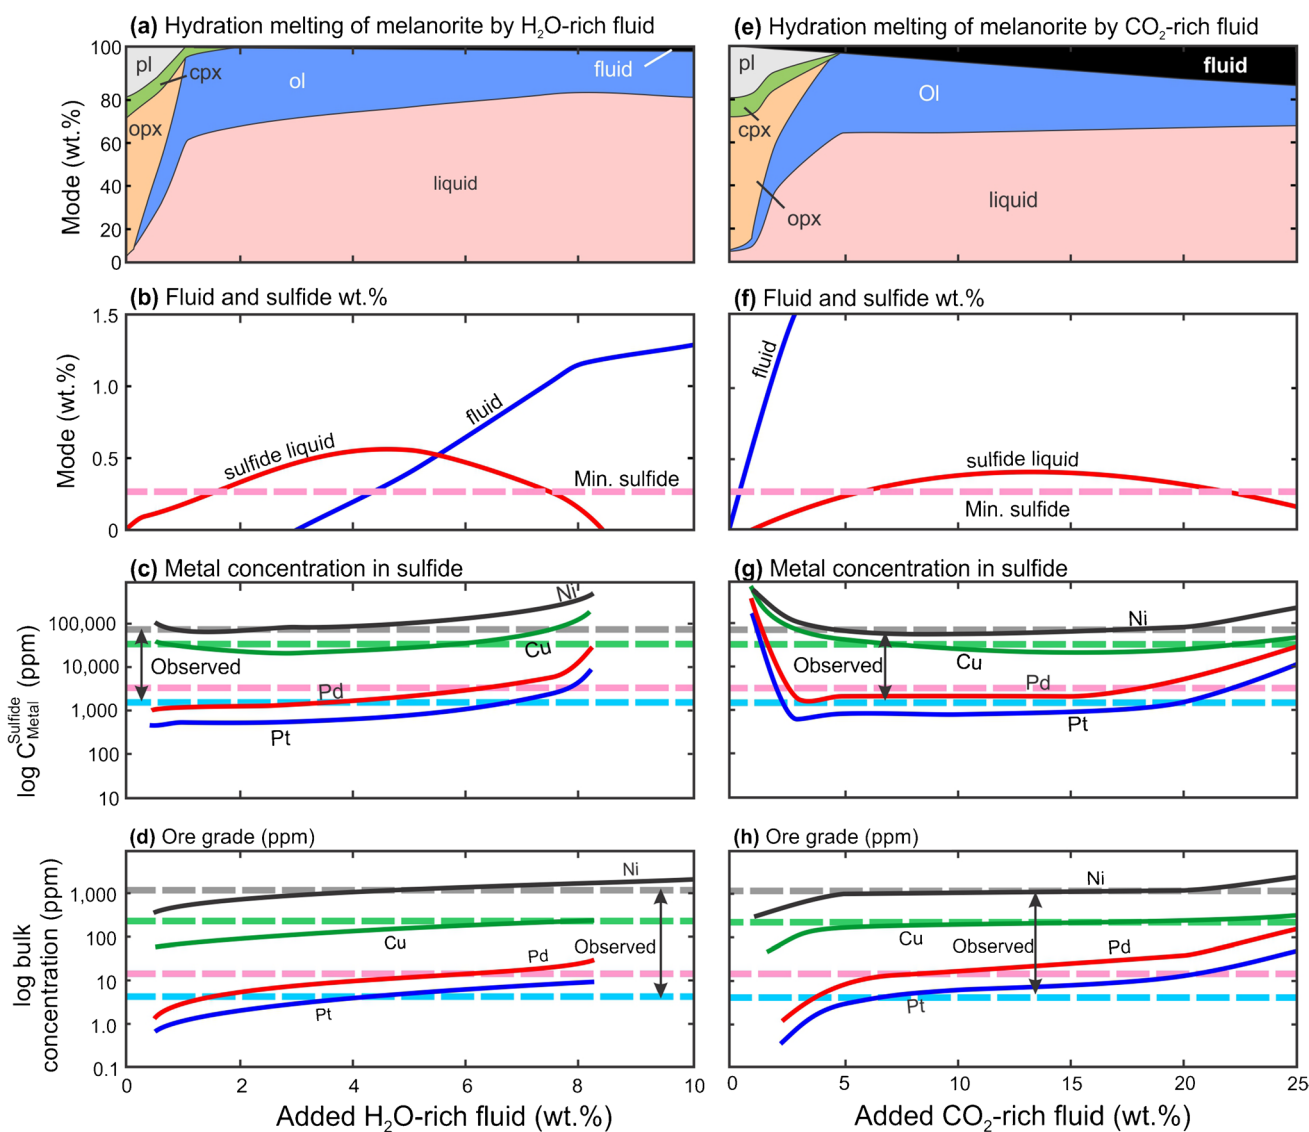 (a) Hydration melting of melanorite by H₂O-rich fluid
Mode (wt.%)
100
80
60
40
20
0
pl
cpx
opx
ol
fluid
liquid
(e) Hydration melting of melanorite by CO₂-rich fluid
pl
cpx
opx
Ol
fluid
liquid
(b) Fluid and sulfide wt.%
Mode (wt.%)
1.5
1.0
0.5
0
sulfide liquid
fluid
Min. sulfide
(f) Fluid and sulfide wt.%
fluid
sulfide liquid
Min. sulfide
(c) Metal concentration in sulfide
log C Sulfide Metal (ppm)
100,000
10,000
1,000
100
10
Ni
Cu
Observed
Pd
Pt
(g) Metal concentration in sulfide
Ni
Observed
Cu
Pd
Pt
(d) Ore grade (ppm)
log bulk
concentration (ppm)
1,000
100
10
1.0
0.1
Ni
Cu
Observed
Pd
Pt
0 2 4 6 8 10
Added H₂O-rich fluid (wt.%)
(h) Ore grade (ppm)
Ni
Cu
Observed
Pd
Pt
0 5 10 15 20 25
Added CO₂-rich fluid (wt.%)